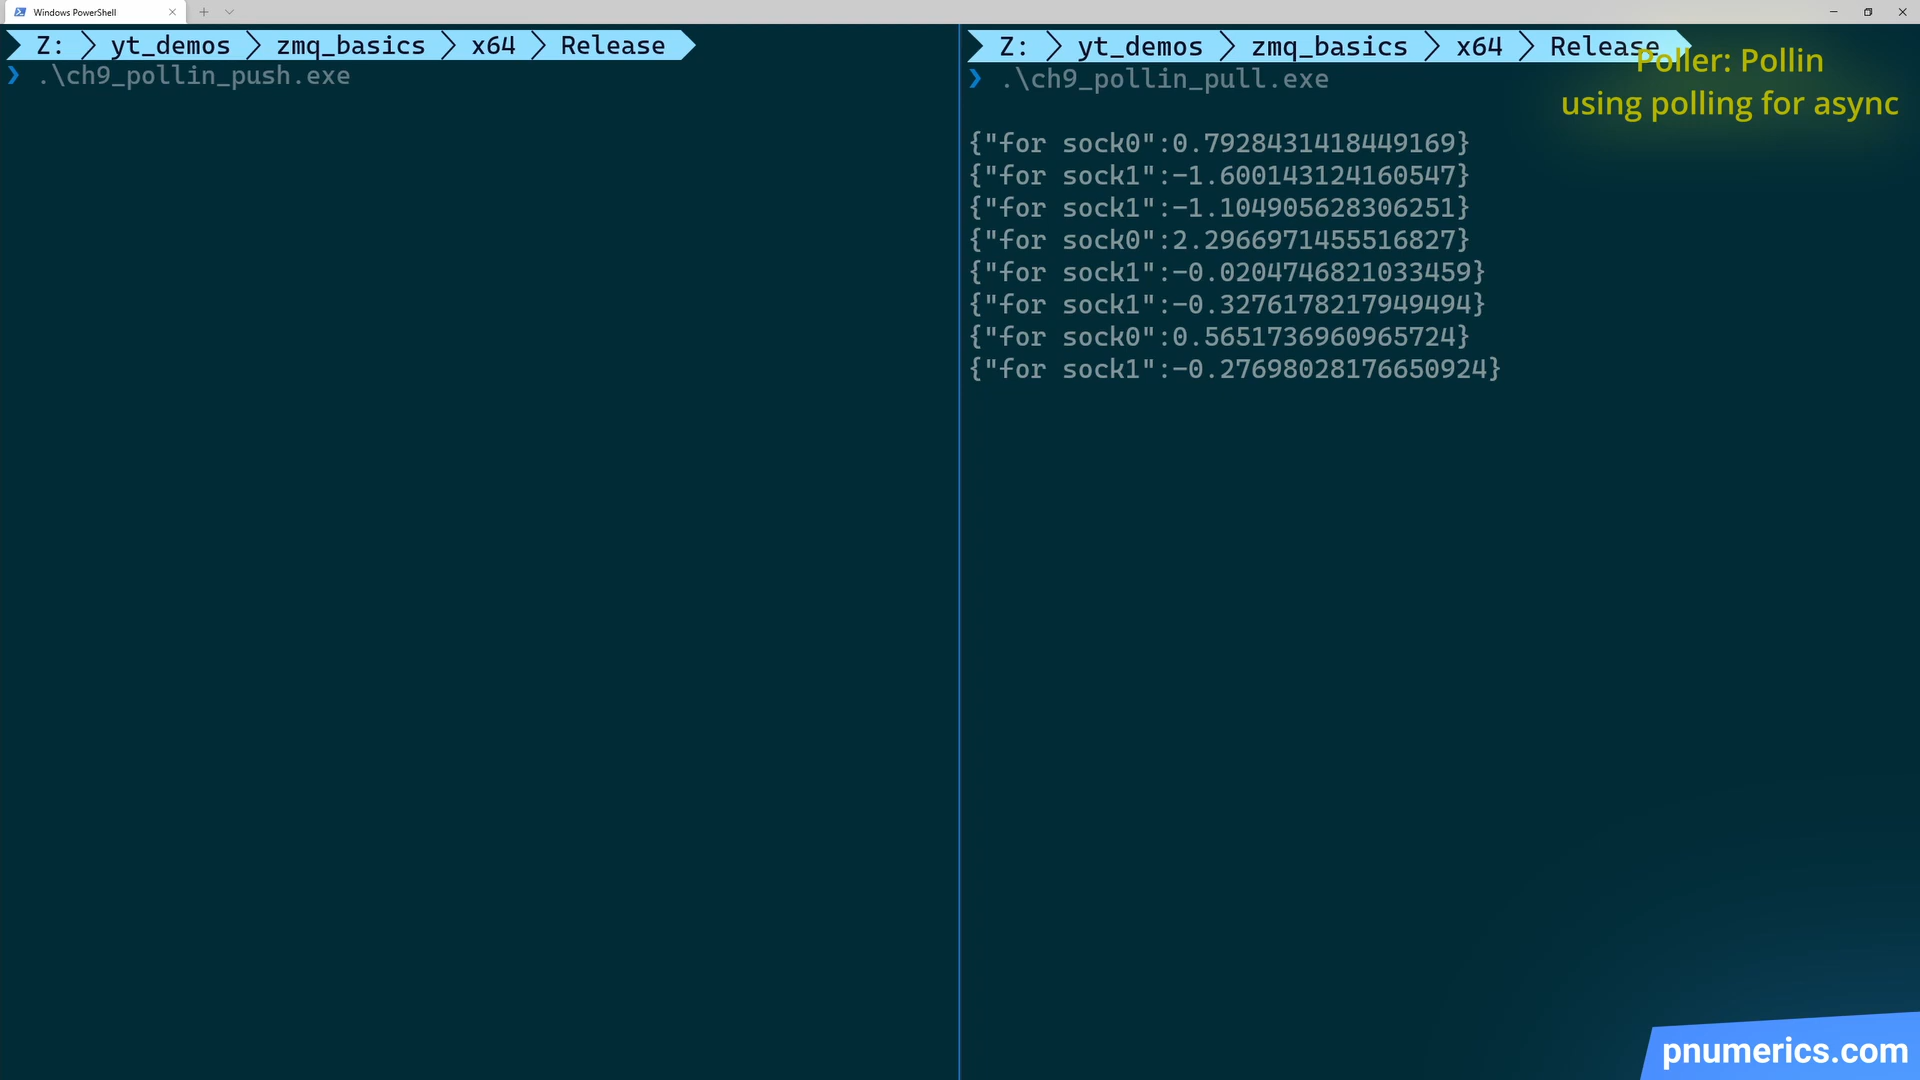 Windows PowerShell
Z: yt_demos zmq_basics x64 Release
❯ .\ch9_pollin_push.exe
Z: yt_demos zmq_basics x64 Release
❯ .\ch9_pollin_pull.exe
{"for sock0":0.7928431418449169}
{"for sock1":-1.600143124160547}
{"for sock1":-1.104905628306251}
{"for sock0":2.2966971455516827}
{"for sock1":-0.0204746821033459}
{"for sock1":-0.3276178217949494}
{"for sock0":0.5651736960965724}
{"for sock1":-0.27698028176650924}
Poller: Pollin
using polling for async
pnumerics.com